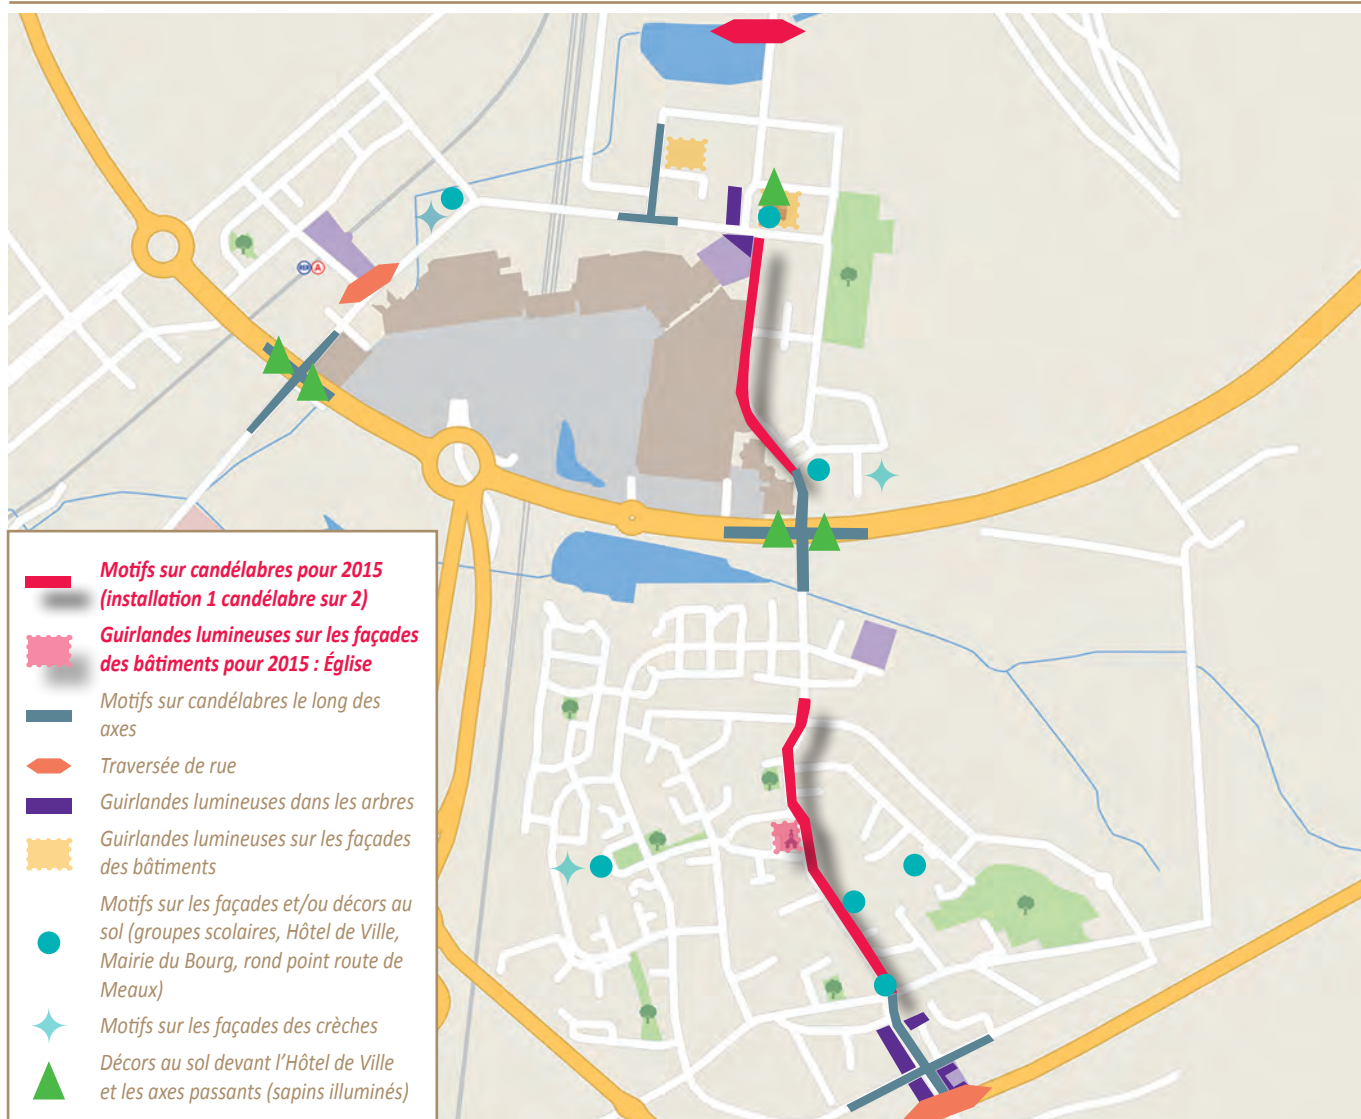 RER A
Motifs sur candélabres pour 2015
(installation 1 candélabre sur 2)
Guirlandes lumineuses sur les façades
des bâtiments pour 2015 : Église
Motifs sur candélabres le long des
axes
Traversée de rue
Guirlandes lumineuses dans les arbres
Guirlandes lumineuses sur les façades
des bâtiments
Motifs sur les façades et/ou décors au
sol (groupes scolaires, Hôtel de Ville,
Mairie du Bourg, rond point route de
Meaux)
Motifs sur les façades des crèches
Décors au sol devant l’Hôtel de Ville
et les axes passants (sapins illuminés)